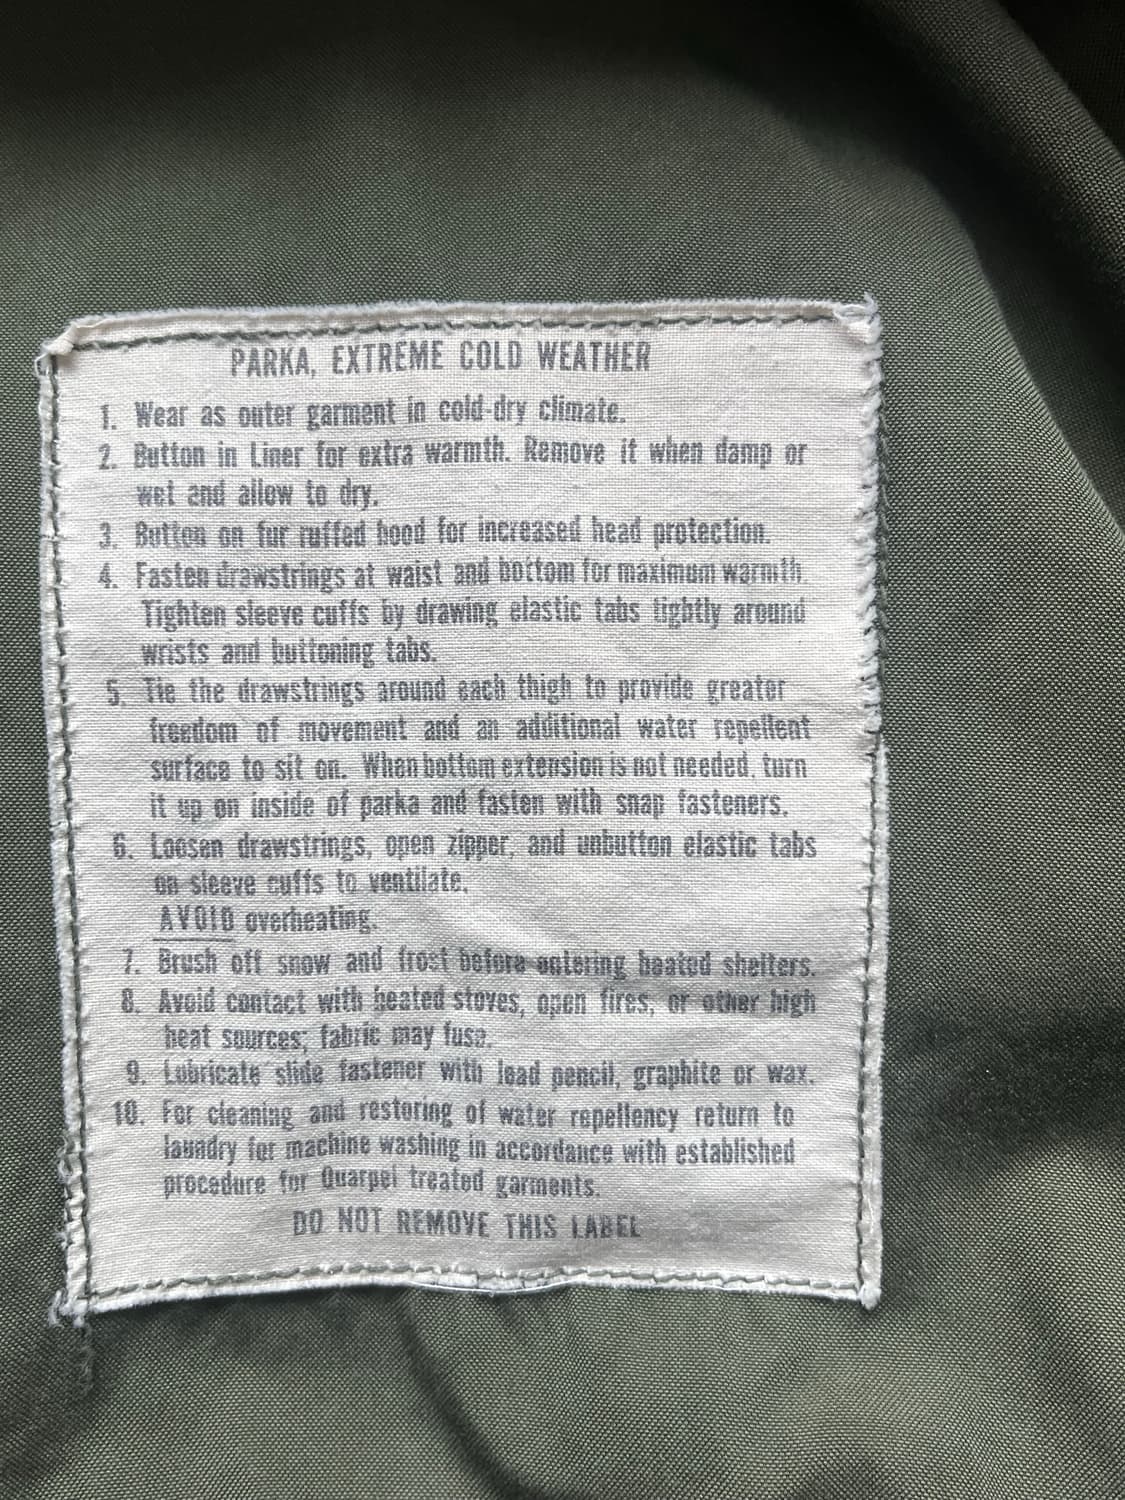 PARKA, EXTREME COLD WEATHER
1. Wear as outer garment in cold-dry climate.
2. Button in Liner for extra warmth. Remove it when damp or
wet and allow to dry.
3. Button on fur ruffed hood for increased head protection.
4. Fasten drawstrings at waist and bottom for maximum warmth.
Tighten sleeve cuffs by drawing elastic tabs tightly around
wrists and buttoning tabs.
5. Tie the drawstrings around each thigh to provide greater
freedom of movement and an additional water repellent
surface to sit on. When bottom extension is not needed, turn
it up on inside of parka and fasten with snap fasteners.
6. Loosen drawstrings, open zipper, and unbutton elastic tabs
on sleeve cuffs to ventilate.
AVOID overheating.
7. Brush off snow and frost before entering heated shelters.
8. Avoid contact with heated stoves, open fires, or other high
heat sources; fabric may fuse.
9. Lubricate slide fastener with lead pencil, graphite or wax.
10. For cleaning and restoring of water repellency return to
laundry for machine washing in accordance with established
procedure for Quarpel treated garments.
DO NOT REMOVE THIS LABEL